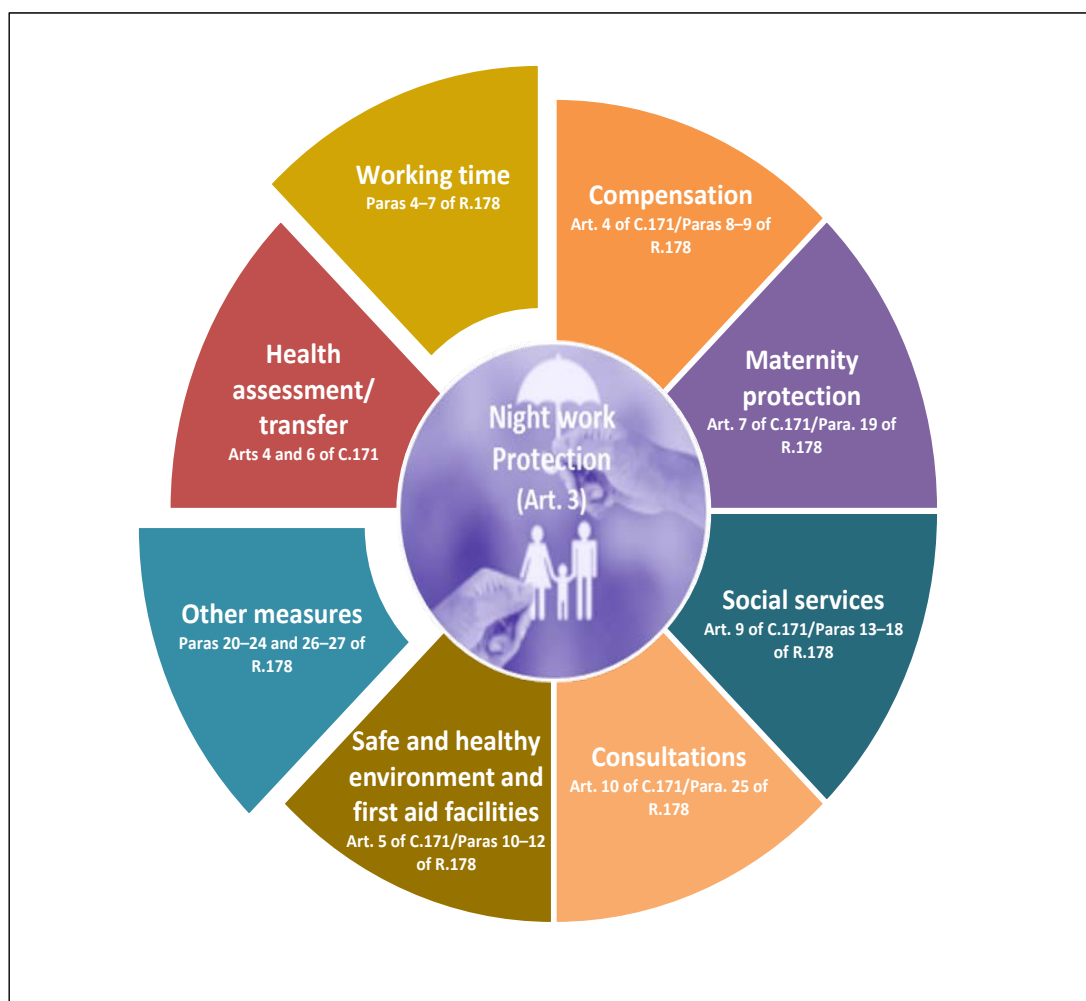 Working time
Paras 4–7 of R.178
Compensation
Art. 4 of C.171/Paras 8–9 of
R.178
Maternity
protection
Art. 7 of C.171/Para. 19 of
R.178
Social services
Art. 9 of C.171/Paras 13–18
of R.178
Consultations
Art. 10 of C.171/Para. 25 of
R.178
Safe and healthy
environment and
first aid facilities
Art. 5 of C.171/Paras 10–12
of R.178
Other measures
Paras 20–24 and 26–27 of
R.178
Health
assessment/
transfer
Arts 4 and 6 of C.171
Night work
Protection
(Art. 3)